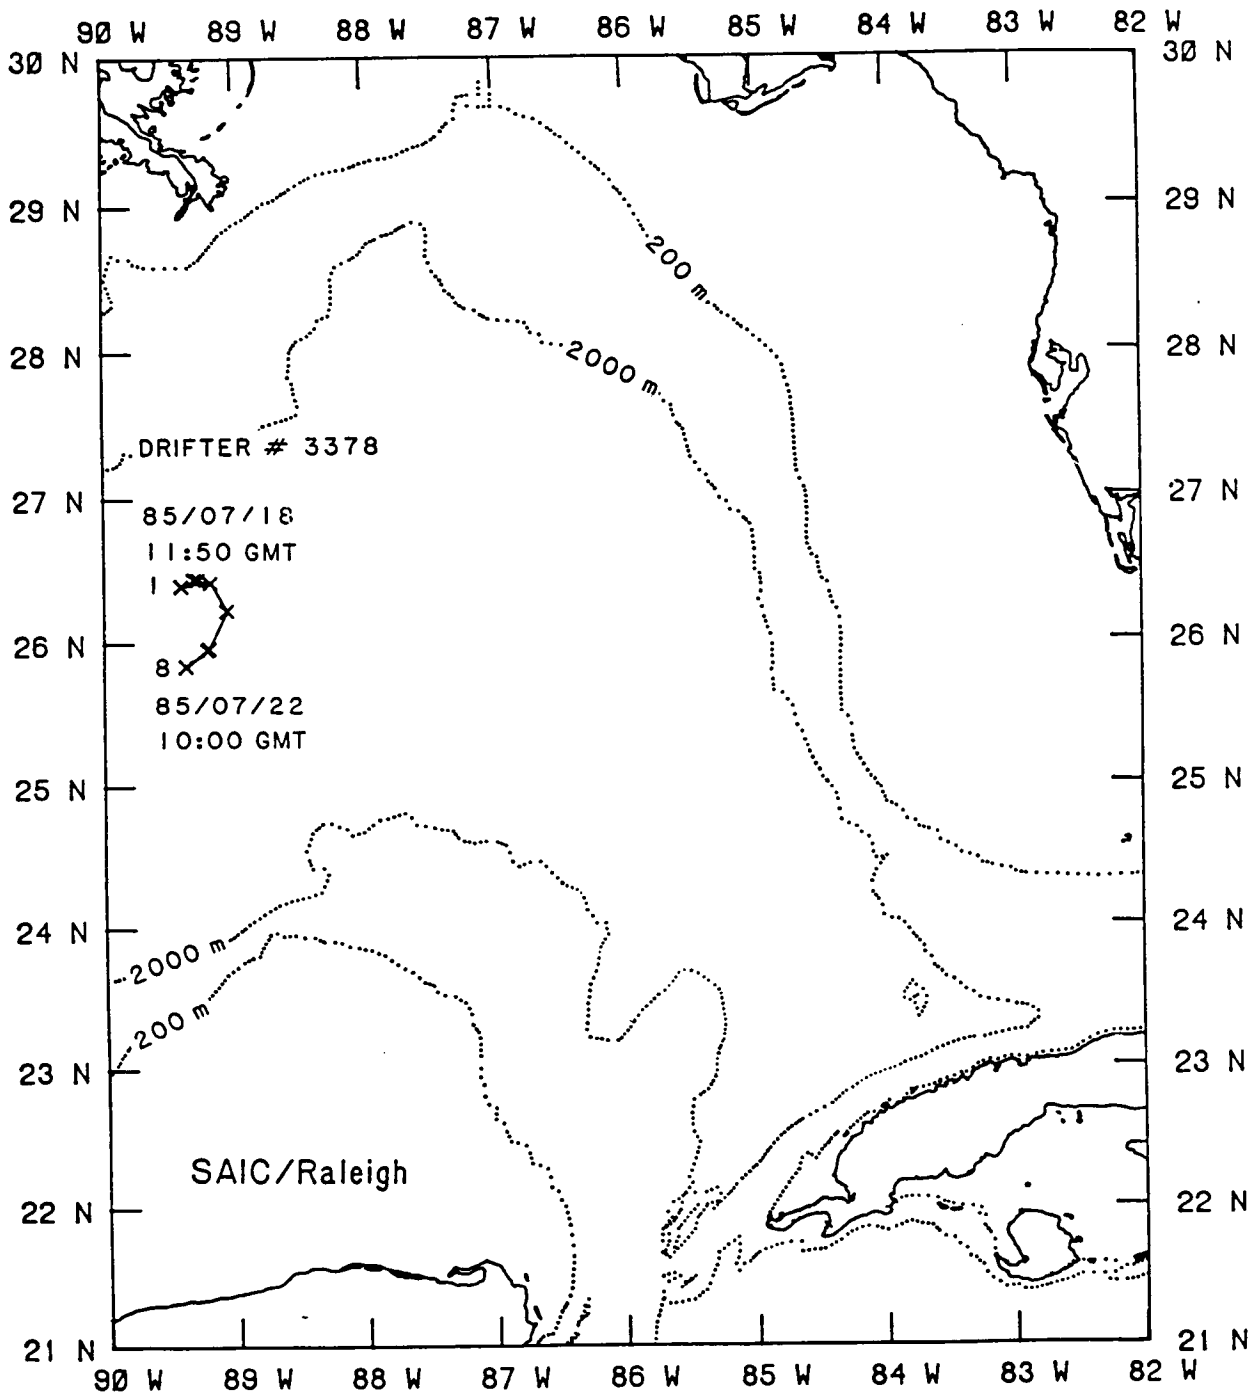 90 W 89 W 88 W 87 W 86 W 85 W 84 W 83 W 82 W
30 N 30 N
29 N 29 N
200 m
28 N 28 N
2000 m
DRIFTER # 3378
27 N 27 N
85/07/18
11:50 GMT
1
26 N 26 N
8
85/07/22
10:00 GMT
25 N 25 N
24 N 24 N
2000 m
200 m
23 N 23 N
SAIC/Raleigh
22 N 22 N
21 N 21 N
90 W 89 W 88 W 87 W 86 W 85 W 84 W 83 W 82 W